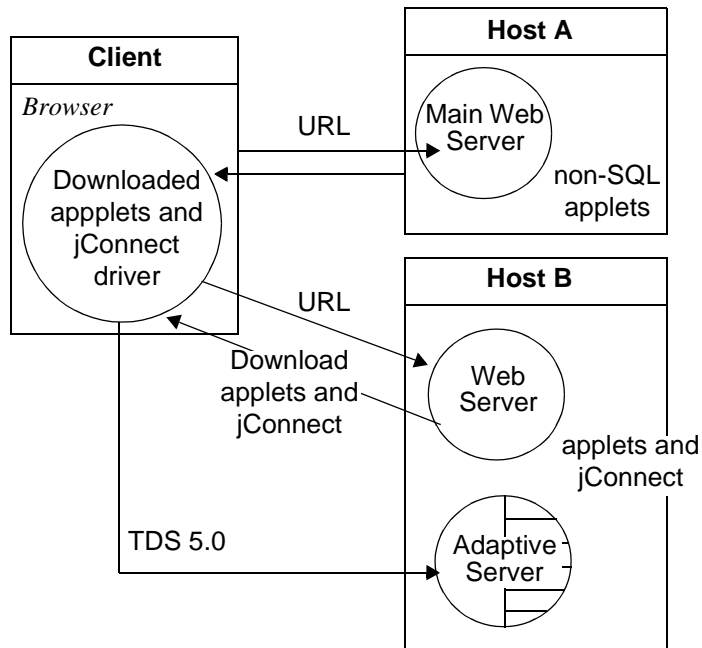 Client
Browser
Downloaded
appplets and
jConnect
driver
URL
Host A
Main Web
Server
non-SQL
applets
URL
Download
applets and
jConnect
Host B
Web
Server
applets and
jConnect
TDS 5.0
Adaptive
Server